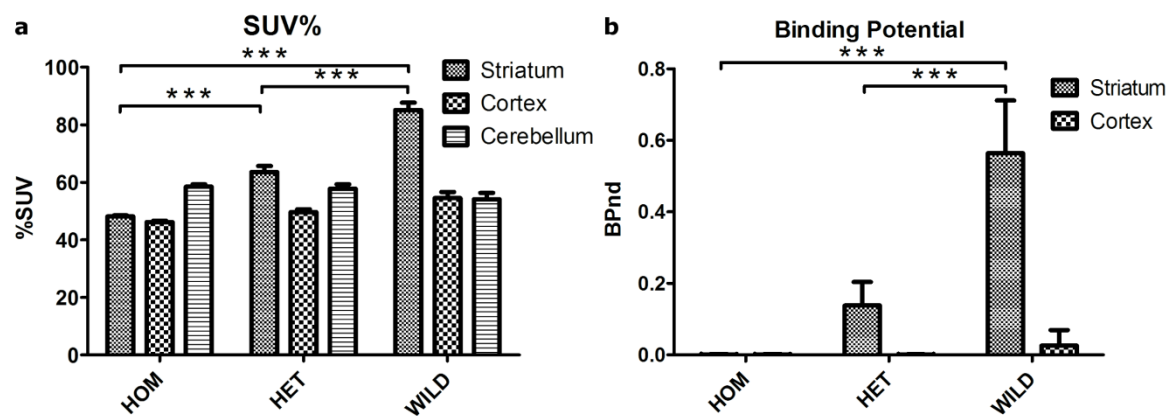 a
SUV%
%SUV
100
80
60
40
20
0
***
***
***
Striatum
Cortex
Cerebellum
HOM
HET
WILD
b
Binding Potential
BPnd
0.8
0.6
0.4
0.2
0.0
***
***
Striatum
Cortex
HOM
HET
WILD